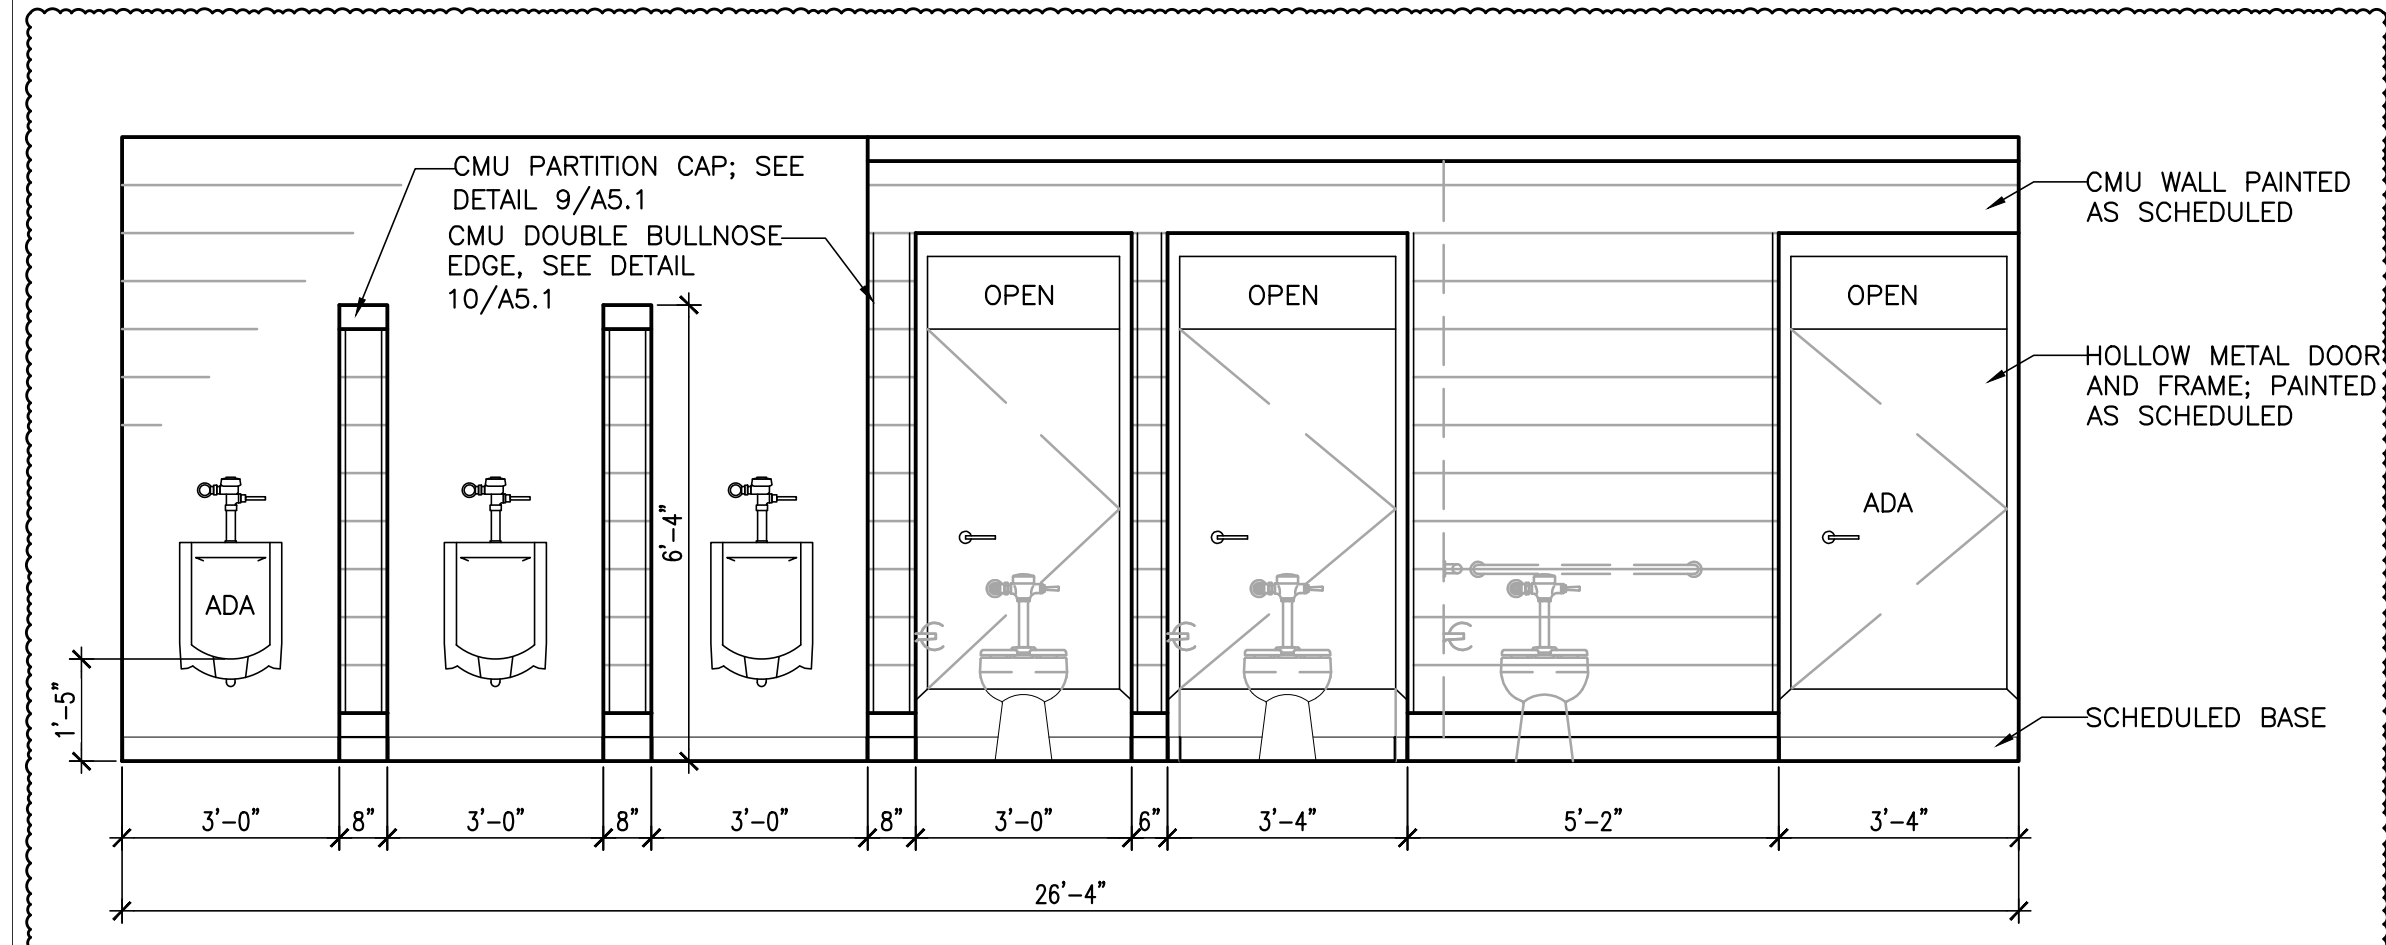 CMU PARTITION CAP; SEE
DETAIL 9/A5.1
CMU DOUBLE BULLNOSE
EDGE, SEE DETAIL
10/A5.1
CMU WALL PAINTED
AS SCHEDULED
OPEN
OPEN
OPEN
HOLLOW METAL DOOR
AND FRAME; PAINTED
AS SCHEDULED
ADA
6'-4"
ADA
1'-5"
SCHEDULED BASE
3'-0"
8"
3'-0"
8"
3'-0"
8"
3'-0"
6"
3'-4"
5'-2"
3'-4"
26'-4"